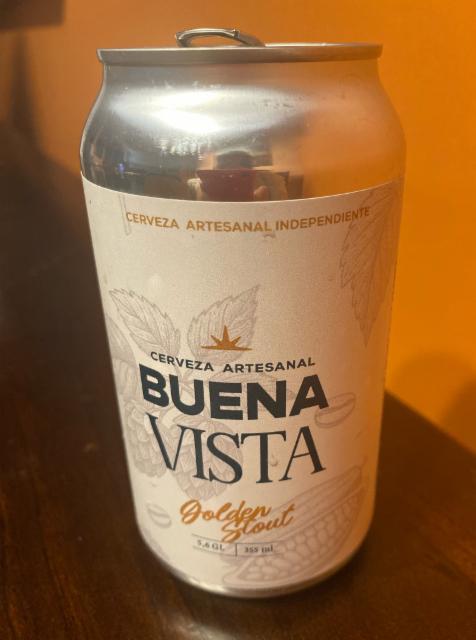 CERVEZA ARTESANAL INDEPENDIENTE
CERVEZA ARTESANAL
BUENA
VISTA
Golden
Stout
5,6 GL 355 ml